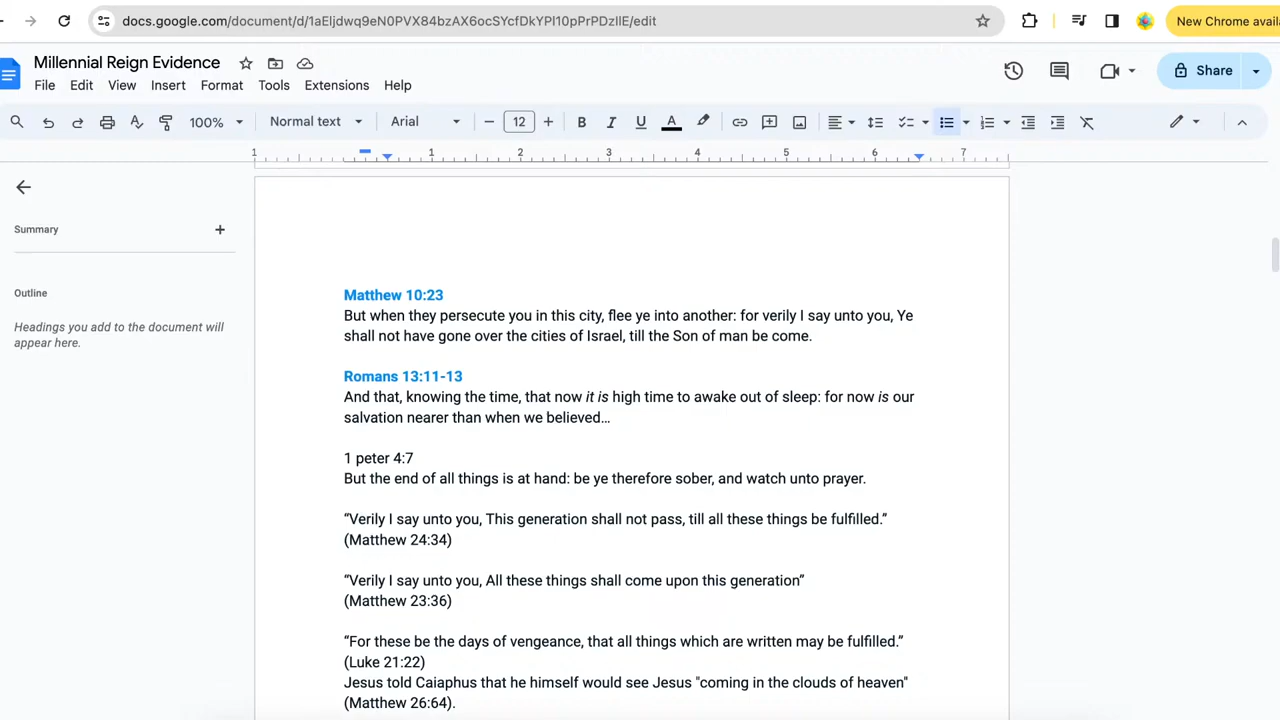 docs.google.com/document/d/1aEljdwq9eN0PVX84bzAX6ocSYcfDkYPl10pPrPDzIlE/edit
New Chrome availa
Millennial Reign Evidence
File Edit View Insert Format Tools Extensions Help
Share
100% Normal text Arial 12 B I U A
1 1 2 3 4 5 6 7
Summary
Outline
Headings you add to the document will
appear here.
Matthew 10:23
But when they persecute you in this city, flee ye into another: for verily I say unto you, Ye
shall not have gone over the cities of Israel, till the Son of man be come.
Romans 13:11-13
And that, knowing the time, that now it is high time to awake out of sleep: for now is our
salvation nearer than when we believed…
1 peter 4:7
But the end of all things is at hand: be ye therefore sober, and watch unto prayer.
“Verily I say unto you, This generation shall not pass, till all these things be fulfilled.”
(Matthew 24:34)
“Verily I say unto you, All these things shall come upon this generation”
(Matthew 23:36)
“For these be the days of vengeance, that all things which are written may be fulfilled.”
(Luke 21:22)
Jesus told Caiaphus that he himself would see Jesus "coming in the clouds of heaven"
(Matthew 26:64).